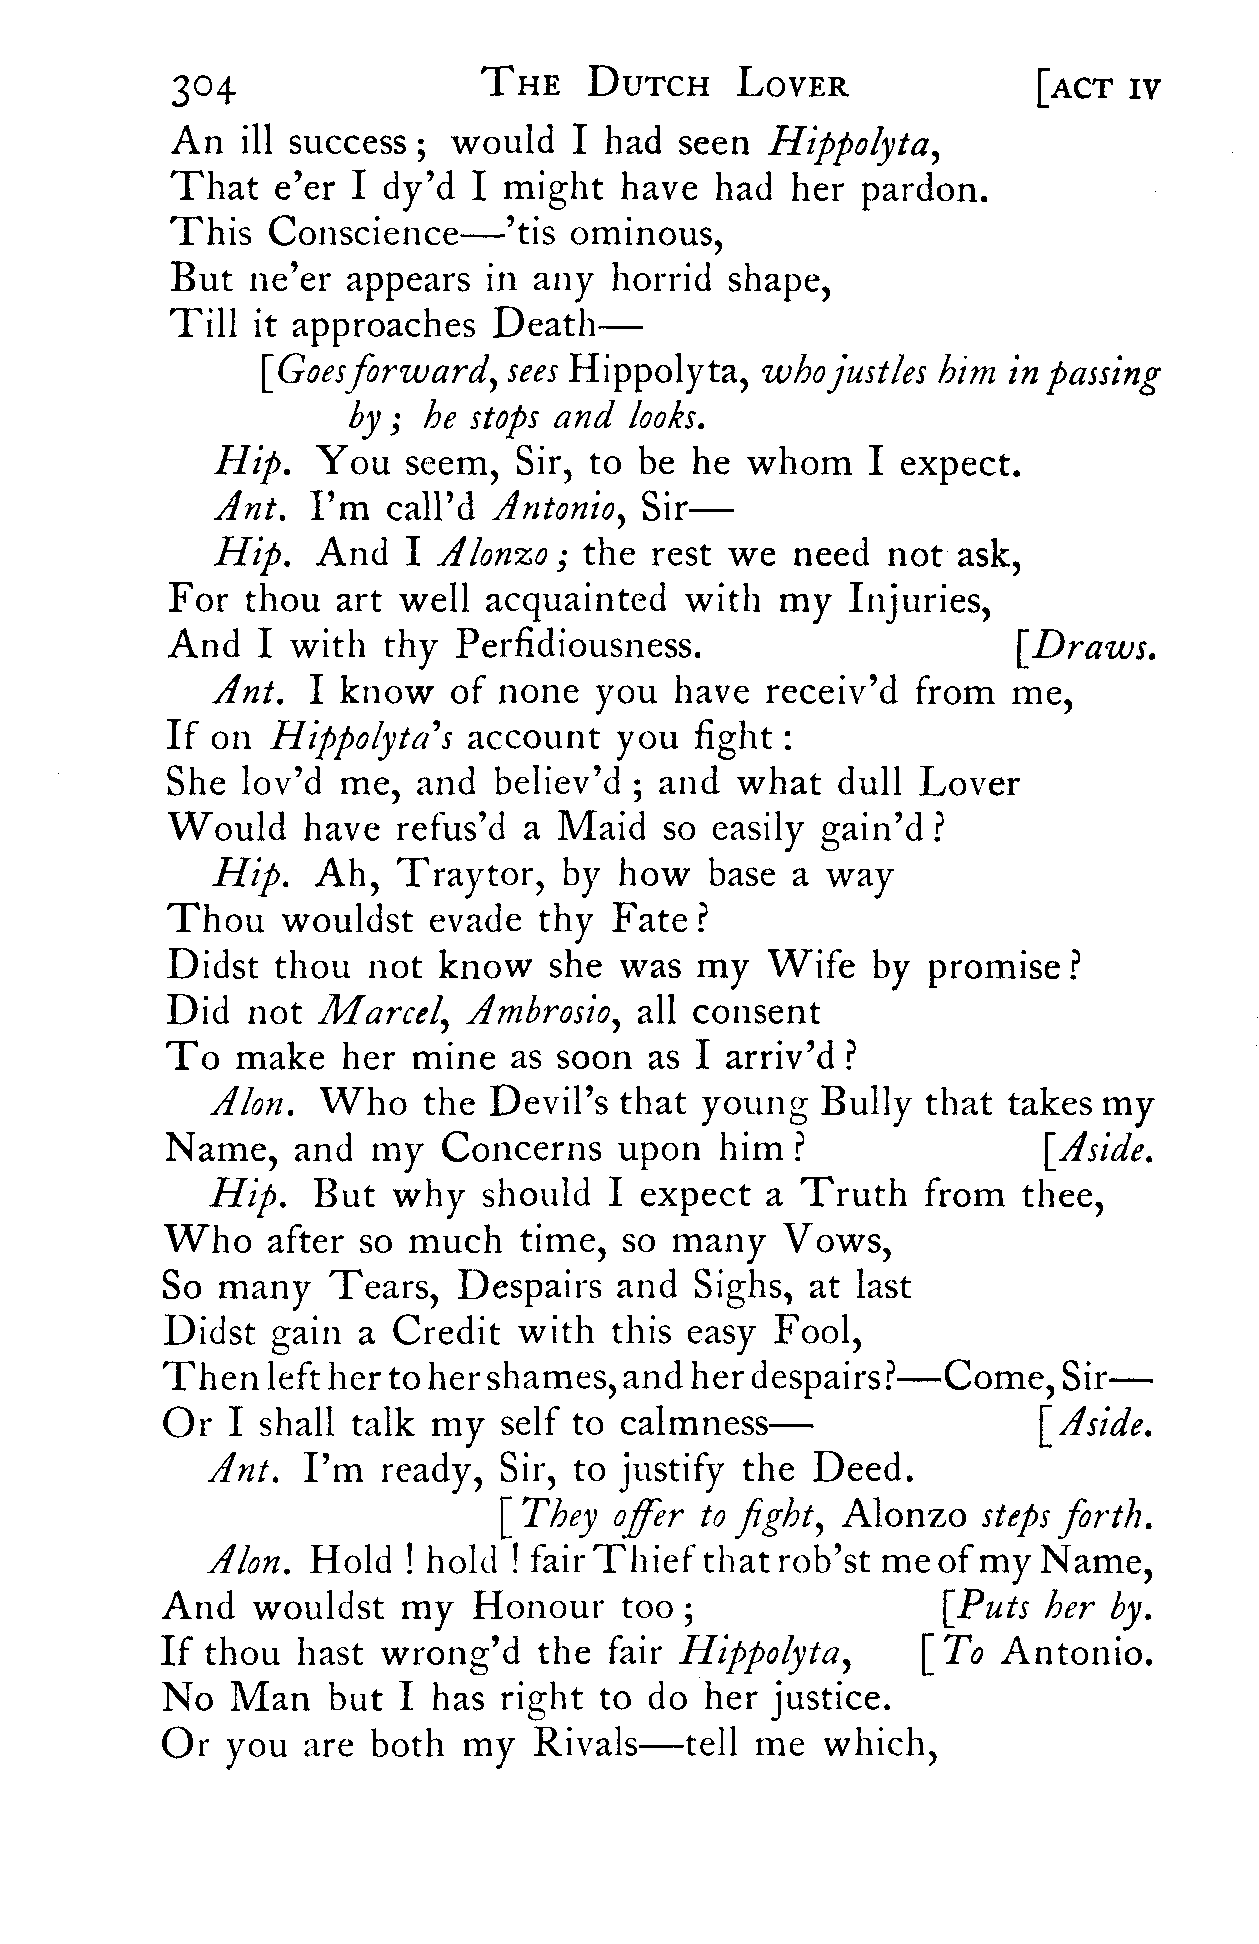 304 THE DUTCH LOVER [ACT IV
An ill success ; would I had seen Hippolyta,
That e'er I dy'd I might have had her pardon.
This Conscience—'tis ominous,
But ne'er appears in any horrid shape,
Till it approaches Death—
[Goes forward, sees Hippolyta, who justles him in passing
by ; he stops and looks.
Hip. You seem, Sir, to be he whom I expect.
Ant. I'm call'd Antonio, Sir—
Hip. And I Alonzo ; the rest we need not ask,
For thou art well acquainted with my Injuries,
And I with thy Perfidiousness. [Draws.
Ant. I know of none you have receiv'd from me,
If on Hippolyta's account you fight :
She lov'd me, and believ'd ; and what dull Lover
Would have refus'd a Maid so easily gain'd ?
Hip. Ah, Traytor, by how base a way
Thou wouldst evade thy Fate ?
Didst thou not know she was my Wife by promise ?
Did not Marcel, Ambrosio, all consent
To make her mine as soon as I arriv'd ?
Alon. Who the Devil's that young Bully that takes my
Name, and my Concerns upon him ? [Aside.
Hip. But why should I expect a Truth from thee,
Who after so much time, so many Vows,
So many Tears, Despairs and Sighs, at last
Didst gain a Credit with this easy Fool,
Then left her to her shames, and her despairs?—Come, Sir—
Or I shall talk my self to calmness— [Aside.
Ant. I'm ready, Sir, to justify the Deed.
[They offer to fight, Alonzo steps forth.
Alon. Hold ! hold ! fair Thief that rob'st me of my Name,
And wouldst my Honour too ; [Puts her by.
If thou hast wrong'd the fair Hippolyta, [To Antonio.
No Man but I has right to do her justice.
Or you are both my Rivals—tell me which,